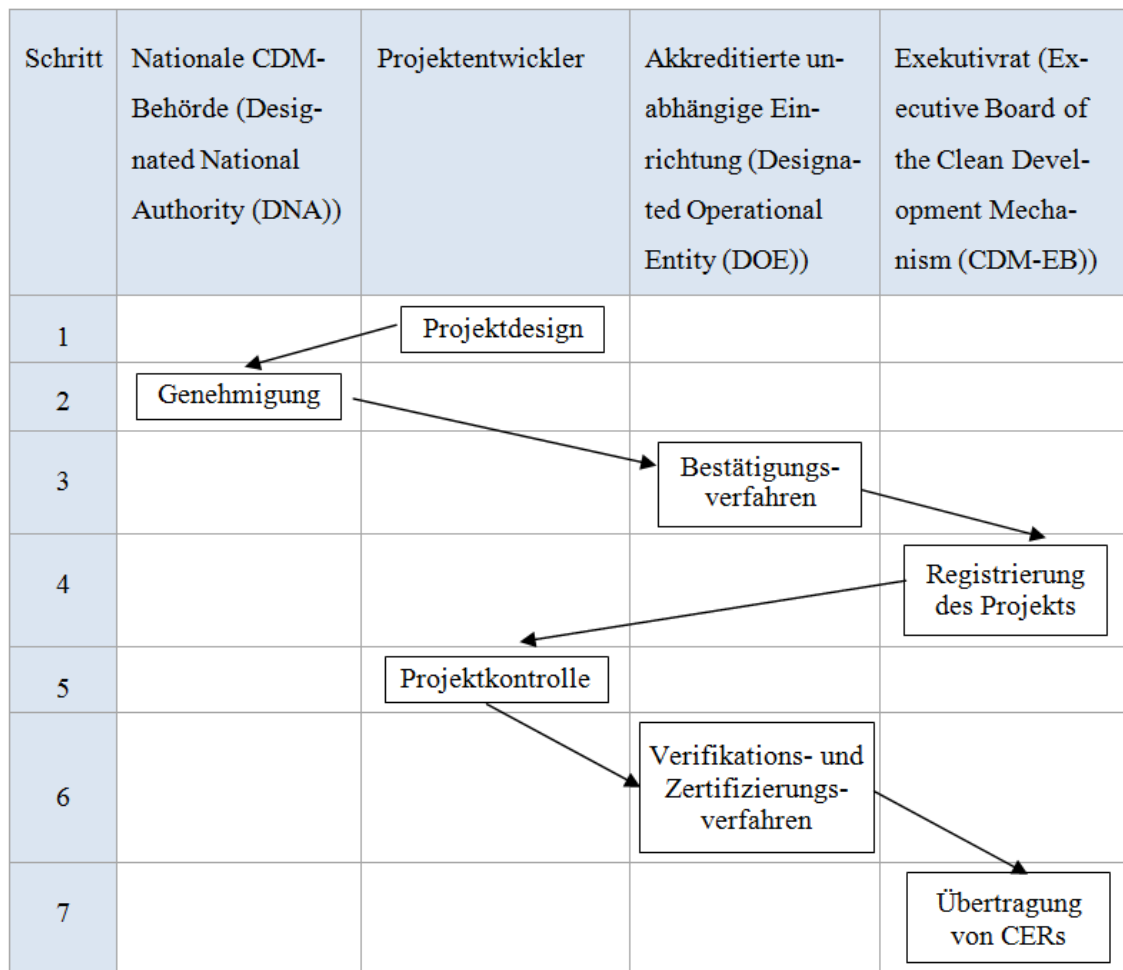 Schritt
Nationale CDM-
Behörde (Desig-
nated National
Authority (DNA))
Projektentwickler
Akkreditierte un-
abhängige Ein-
richtung (Designa-
ted Operational
Entity (DOE))
Exekutivrat (Ex-
ecutive Board of
the Clean Devel-
opment Mecha-
nism (CDM-EB))
1
Projektdesign
2
Genehmigung
3
Bestätigungs-
verfahren
4
Registrierung
des Projekts
5
Projektkontrolle
6
Verifikations- und
Zertifizierungs-
verfahren
7
Übertragung
von CERs